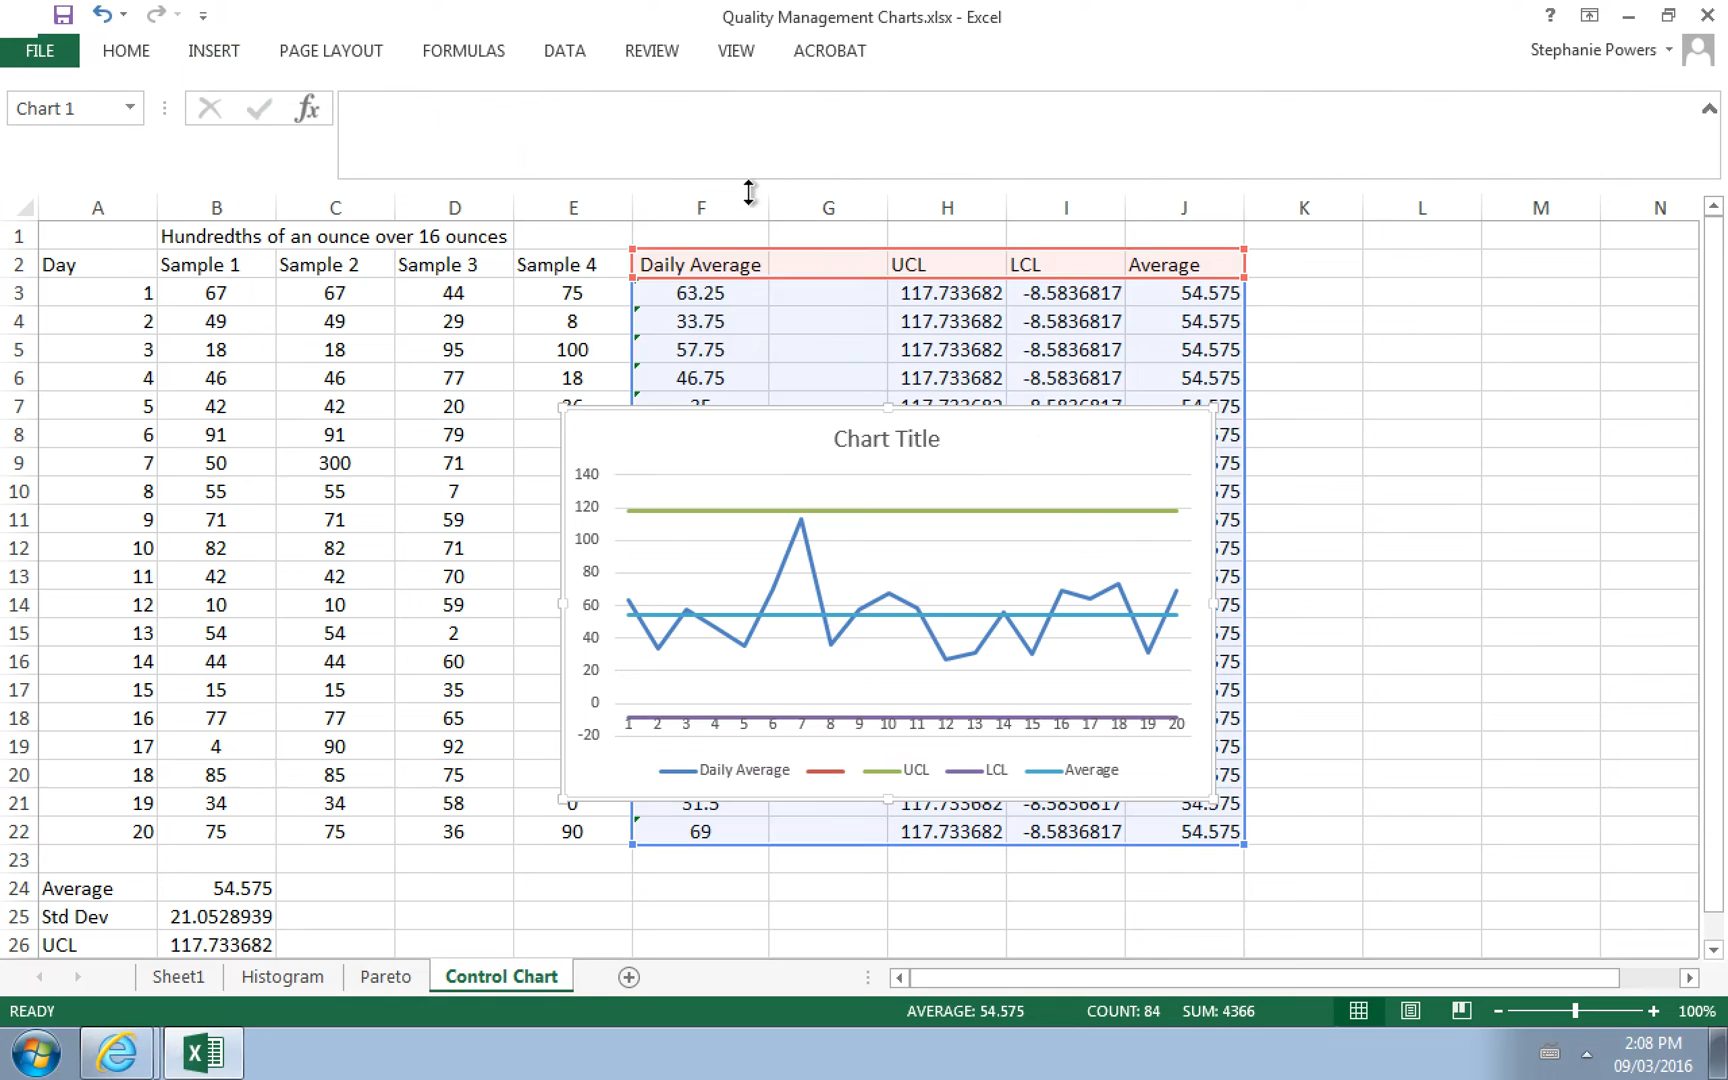 Quality Management Charts.xlsx - Excel
?
FILE HOME INSERT PAGE LAYOUT FORMULAS DATA REVIEW VIEW ACROBAT Stephanie Powers
Chart 1 fx
A B C D E F G H I J K L M N
1 Hundredths of an ounce over 16 ounces
2 Day Sample 1 Sample 2 Sample 3 Sample 4 Daily Average UCL LCL Average
3 1 67 67 44 75 63.25 117.733682 -8.5836817 54.575
4 2 49 49 29 8 33.75 117.733682 -8.5836817 54.575
5 3 18 18 95 100 57.75 117.733682 -8.5836817 54.575
6 4 46 46 77 18 46.75 117.733682 -8.5836817 54.575
7 5 42 42 20
8 6 91 91 79 575
9 7 50 300 71 575
10 8 55 55 7 575
11 9 71 71 59 575
12 10 82 82 71 575
13 11 42 42 70 575
14 12 10 10 59 575
15 13 54 54 2 575
16 14 44 44 60 575
17 15 15 15 35 575
18 16 77 77 65 575
19 17 4 90 92 575
20 18 85 85 75 575
21 19 34 34 58 0 31.5 117.733682 -8.5836817 54.575
22 20 75 75 36 90 69 117.733682 -8.5836817 54.575
23
24 Average 54.575
25 Std Dev 21.0528939
26 UCL 117.733682
Chart Title
140
120
100
80
60
40
20
0
1 2 3 4 5 6 7 8 9 10 11 12 13 14 15 16 17 18 19 20
-20
Daily Average UCL LCL Average
Sheet1 Histogram Pareto Control Chart
READY AVERAGE: 54.575 COUNT: 84 SUM: 4366 100%
2:08 PM
09/03/2016